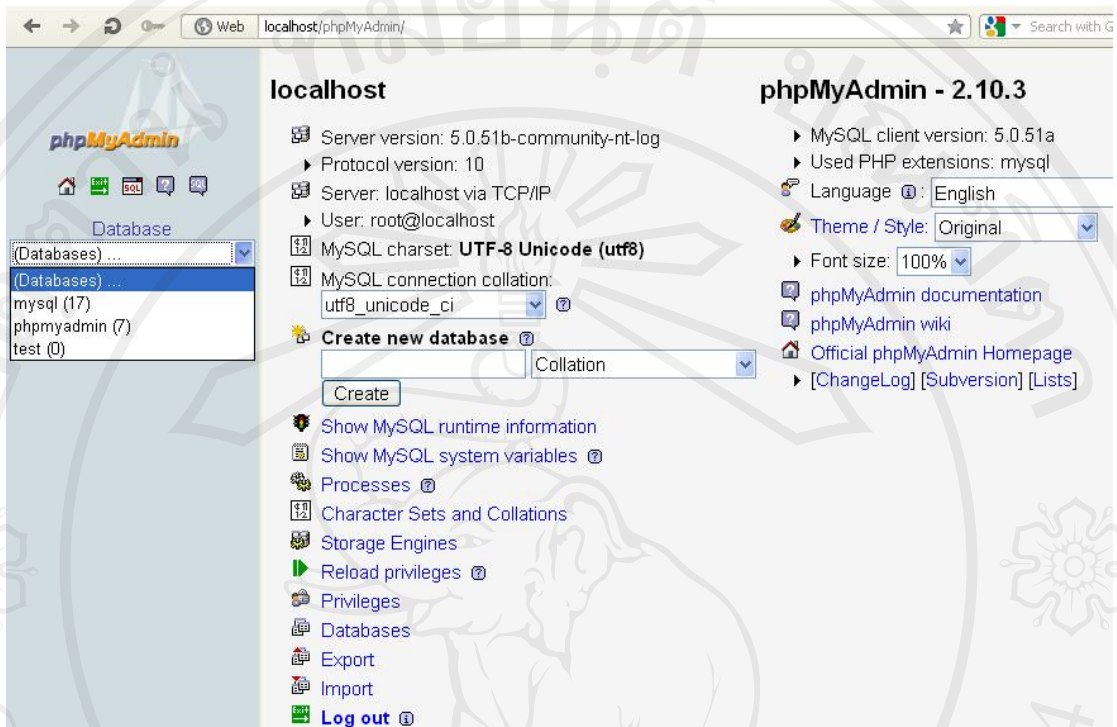 Web localhost/phpMyAdmin/ Search with G
phpMyAdmin
Database
(Databases) ...
(Databases) ...
mysql (17)
phpmyadmin (7)
test (0)
localhost
Server version: 5.0.51b-community-nt-log
Protocol version: 10
Server: localhost via TCP/IP
User: root@localhost
MySQL charset: UTF-8 Unicode (utf8)
MySQL connection collation:
utf8_unicode_ci
Create new database
Collation
Create
Show MySQL runtime information
Show MySQL system variables
Processes
Character Sets and Collations
Storage Engines
Reload privileges
Privileges
Databases
Export
Import
Log out
phpMyAdmin - 2.10.3
MySQL client version: 5.0.51a
Used PHP extensions: mysql
Language : English
Theme / Style: Original
Font size: 100%
phpMyAdmin documentation
phpMyAdmin wiki
Official phpMyAdmin Homepage
[ChangeLog] [Subversion] [Lists]